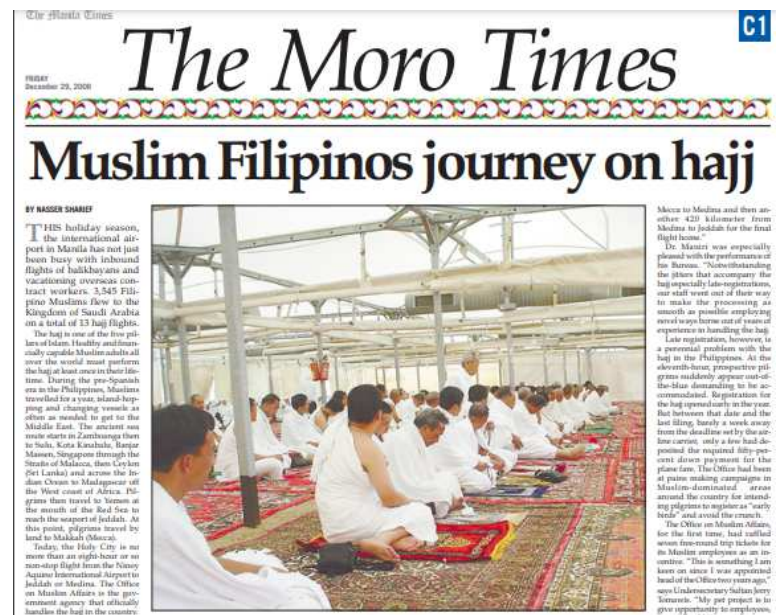 The Manila Times
C1
The Moro Times
FRIDAY
December 29, 2006
Muslim Filipinos journey on hajj
BY NASSER SHARIEF
THIS holiday season,
the international air-
port in Manila has not just
been busy with inbound
flights of balikbayans and
vacationing overseas con-
tract workers. 3,545 Fili-
pino Muslims flew to the
Kingdom of Saudi Arabia
on a total of 13 hajj flights.
The hajj is one of the five pil-
lars of Islam. Healthy and finan-
cially capable Muslim adults all
over the world must perform
the hajj at least once in their life-
time. During the pre-Spanish
era in the Philippines, Muslims
travelled for a year, island-hop-
ping and changing vessels as
often as needed to get to the
Middle East. The ancient sea
route starts in Zamboanga then
to Sulu, Kota Kinabalu, Banjar
Massen, Singapore through the
Straits of Malacca, then Ceylon
(Sri Lanka) and across the In-
dian Ocean to Madagascar off
the West coast of Africa. Pil-
grims then travel to Yemen at
the mouth of the Red Sea to
reach the seaport of Jeddah. At
this point, pilgrims travel by
land to Makkah (Mecca).
Today, the Holy City is no
more than an eight-hour or so
non-stop flight from the Ninoy
Aquino International Airport to
Jeddah or Medina. The Office
on Muslim Affairs is the gov-
ernment agency that officially
handles the hajj in the country.
Mecca to Medina and then an-
other 420 kilometer from
Medina to Jeddah for the final
flight home."
Dr. Maniri was especially
pleased with the performance of
his Bureau. "Notwithstanding
the jitters that accompany the
hajj especially late-registrations,
our staff went out of their way
to make the processing as
smooth as possible employing
novel ways borne out of years of
experience in handling the hajj.
Late registration, however, is
a perennial problem with the
hajj in the Philippines. At the
eleventh-hour, prospective pil-
grims suddenly appear out-of-
the-blue demanding to be ac-
commodated. Registration for
the hajj opened early in the year.
But between that date and the
last filing, barely a week away
from the deadline set by the air-
line carrier, only a few had de-
posited the required fifty-per-
cent down payment for the
plane fare. The Office had been
at pains making campaigns in
Muslim-dominated areas
around the country for intend-
ing pilgrims to register as "early
birds" and avoid the crunch.
The Office on Muslim Affairs,
for the first time, had raffled
seven free-round trip tickets for
its Muslim employees as an in-
centive. "This is something I am
keen on since I was appointed
head of the Office two years ago,"
says Undersecretary Sultan Jerry
"My pet project is to
give opportunity to employees